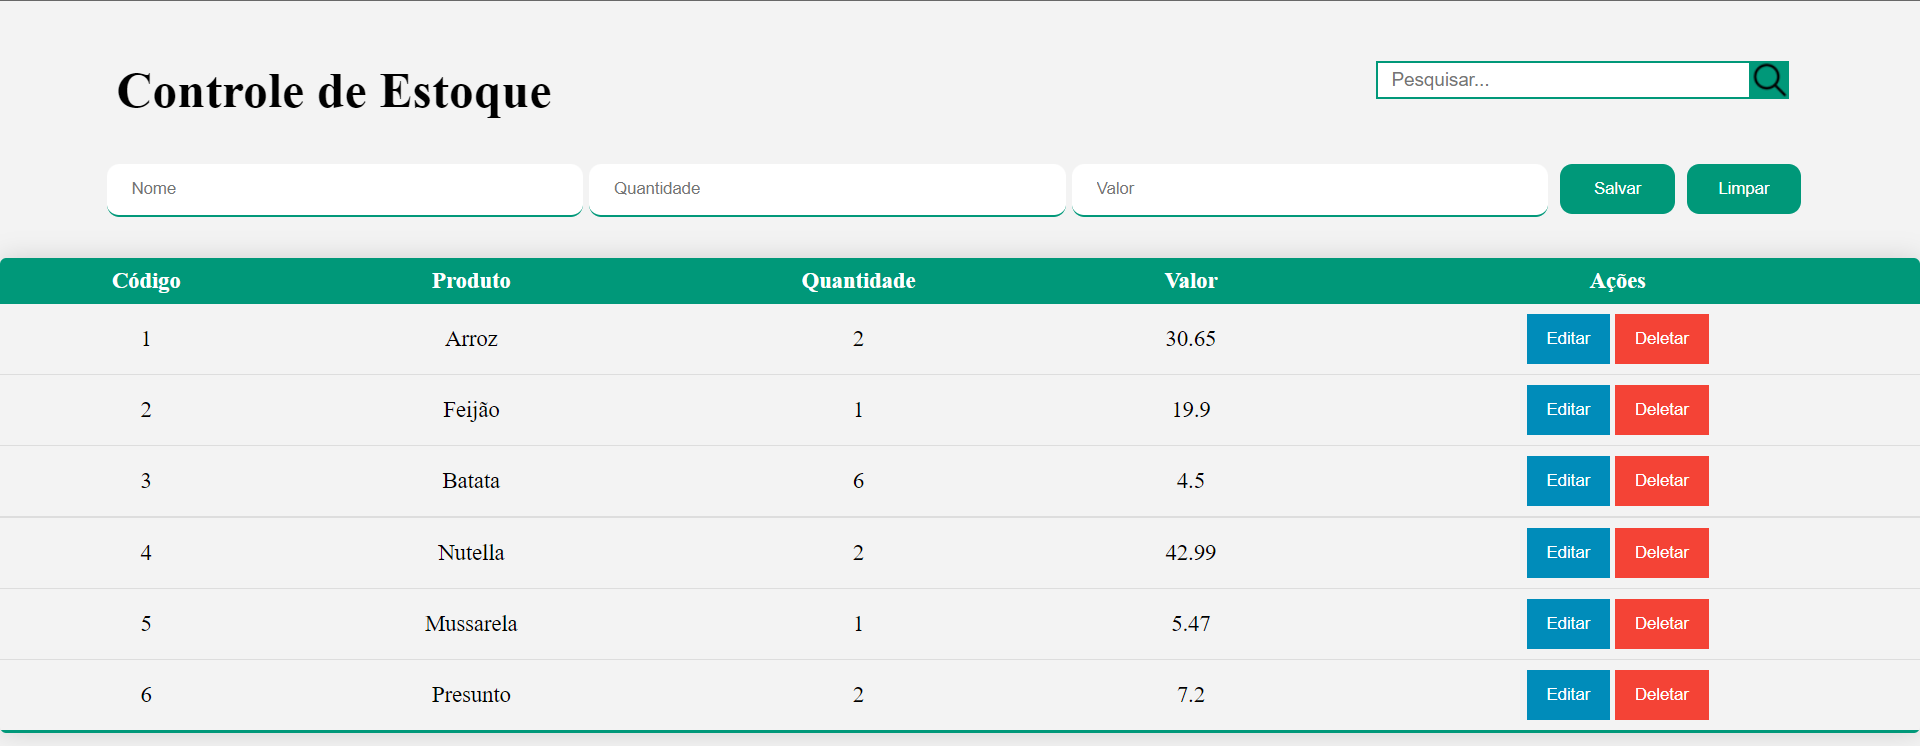 Controle de Estoque
Pesquisar...
Nome Quantidade Valor Salvar Limpar
Código Produto Quantidade Valor Ações
1 Arroz 2 30.65 Editar Deletar
2 Feijão 1 19.9 Editar Deletar
3 Batata 6 4.5 Editar Deletar
4 Nutella 2 42.99 Editar Deletar
5 Mussarela 1 5.47 Editar Deletar
6 Presunto 2 7.2 Editar Deletar